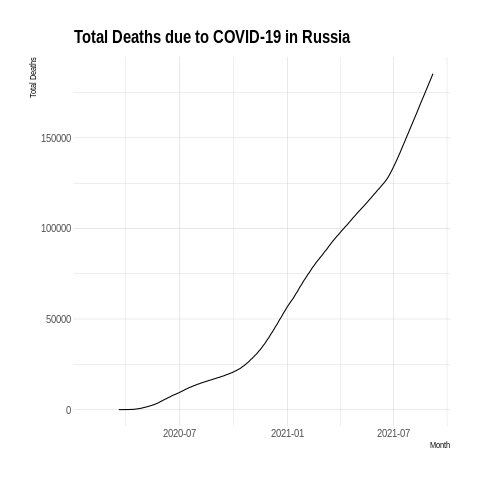 Total Deaths due to COVID-19 in Russia
Total Deaths
150000
100000
50000
0
2020-07 2021-01 2021-07
Month